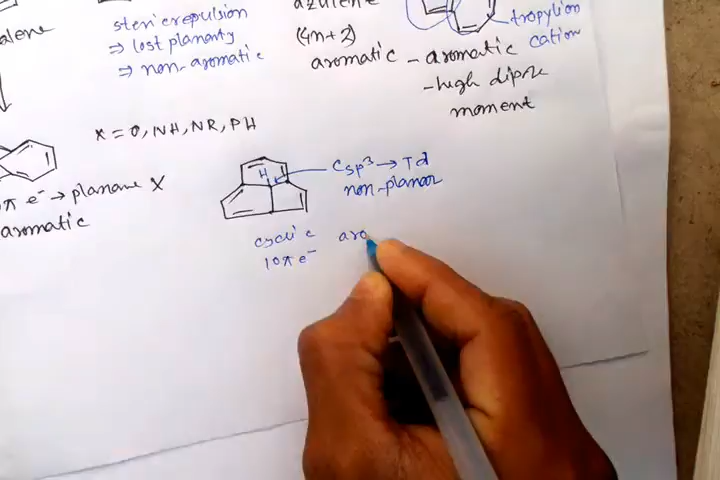 alene
steric repulsion
⇒ lost planarity
⇒ non-aromatic
azulene
(4n+2)
aromatic
tropylion
cation
- aromatic
-high dipole
moment
X = O, NH, NR, PH
π e⁻ → planar X
aromatic
H
Csp³ → Td
non-planar
cyclic
10π e⁻
aro